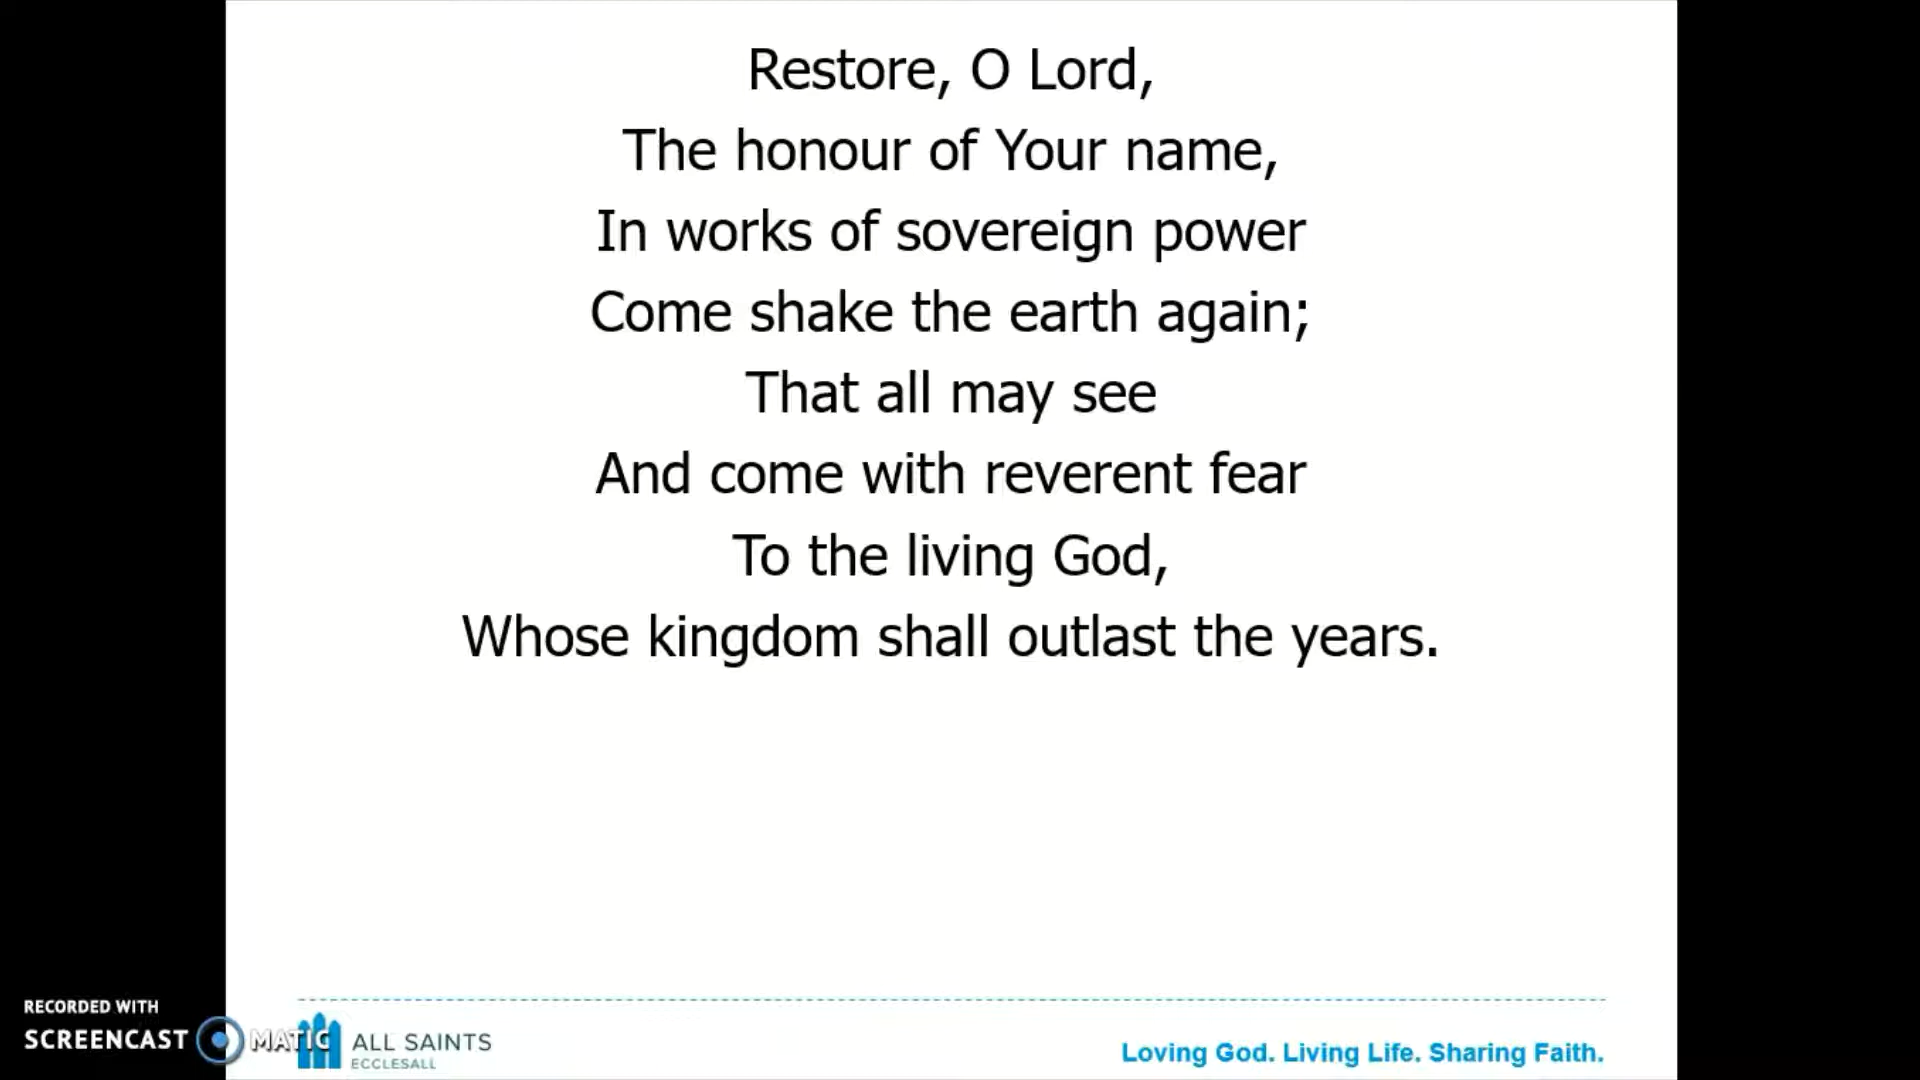 Restore, O Lord,
The honour of Your name,
In works of sovereign power
Come shake the earth again;
That all may see
And come with reverent fear
To the living God,
Whose kingdom shall outlast the years.
RECORDED WITH
SCREENCAST MATIC
ALL SAINTS
ECCLESALL
Loving God. Living Life. Sharing Faith.